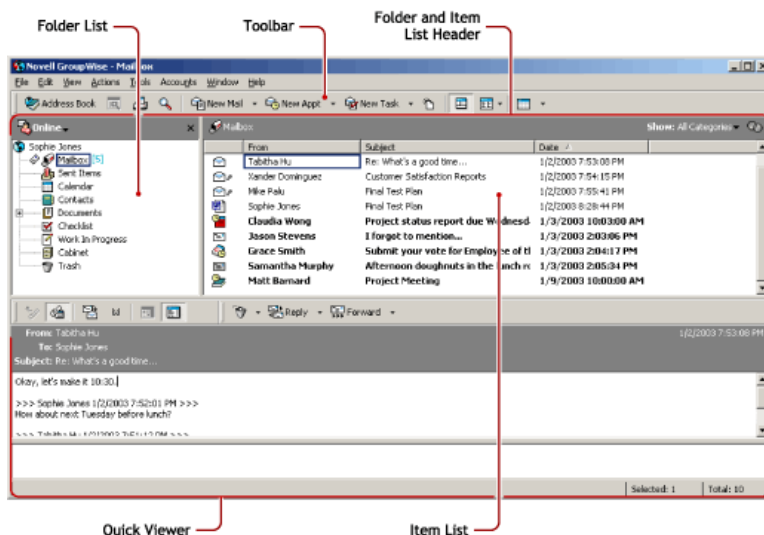 Folder List
Toolbar
Folder and Item
List Header
Novell GroupWise - Mailbox
File Edit View Actions Tools Accounts Window Help
Address Book New Mail New Appt New Task
Online
Mailbox
Show: All Categories
Sophie Jones
Mailbox [5]
Sent Items
Calendar
Contacts
Documents
Checklist
Work In Progress
Cabinet
Trash
From Subject Date
Tabitha Hu Re: What's a good time... 1/2/2003 7:53:08 PM
Xander Dominguez Customer Satisfaction Reports 1/2/2003 7:54:15 PM
Mike Palu Final Test Plan 1/2/2003 7:55:41 PM
Sophie Jones Final Test Plan 1/2/2003 8:28:44 PM
Claudia Wong Project status report due Wednesd 1/3/2003 10:03:00 AM
Jason Stevens I forgot to mention... 1/3/2003 2:03:06 PM
Grace Smith Submit your vote for Employee of tl 1/3/2003 2:04:17 PM
Samantha Murphy Afternoon doughnuts in the lunch ro 1/3/2003 2:05:34 PM
Matt Barnard Project Meeting 1/9/2003 10:00:00 AM
Reply Forward
From: Tabitha Hu 1/2/2003 7:53:08 PM
To: Sophie Jones
Subject: Re: What's a good time...
Okay, let's make it 10:30.
>>> Sophie Jones 1/2/2003 7:52:01 PM >>>
How about next Tuesday before lunch?
>>> Tabitha Hu 1/2/2003 7:51:12 PM >>>
Selected: 1 Total: 10
Quick Viewer
Item List